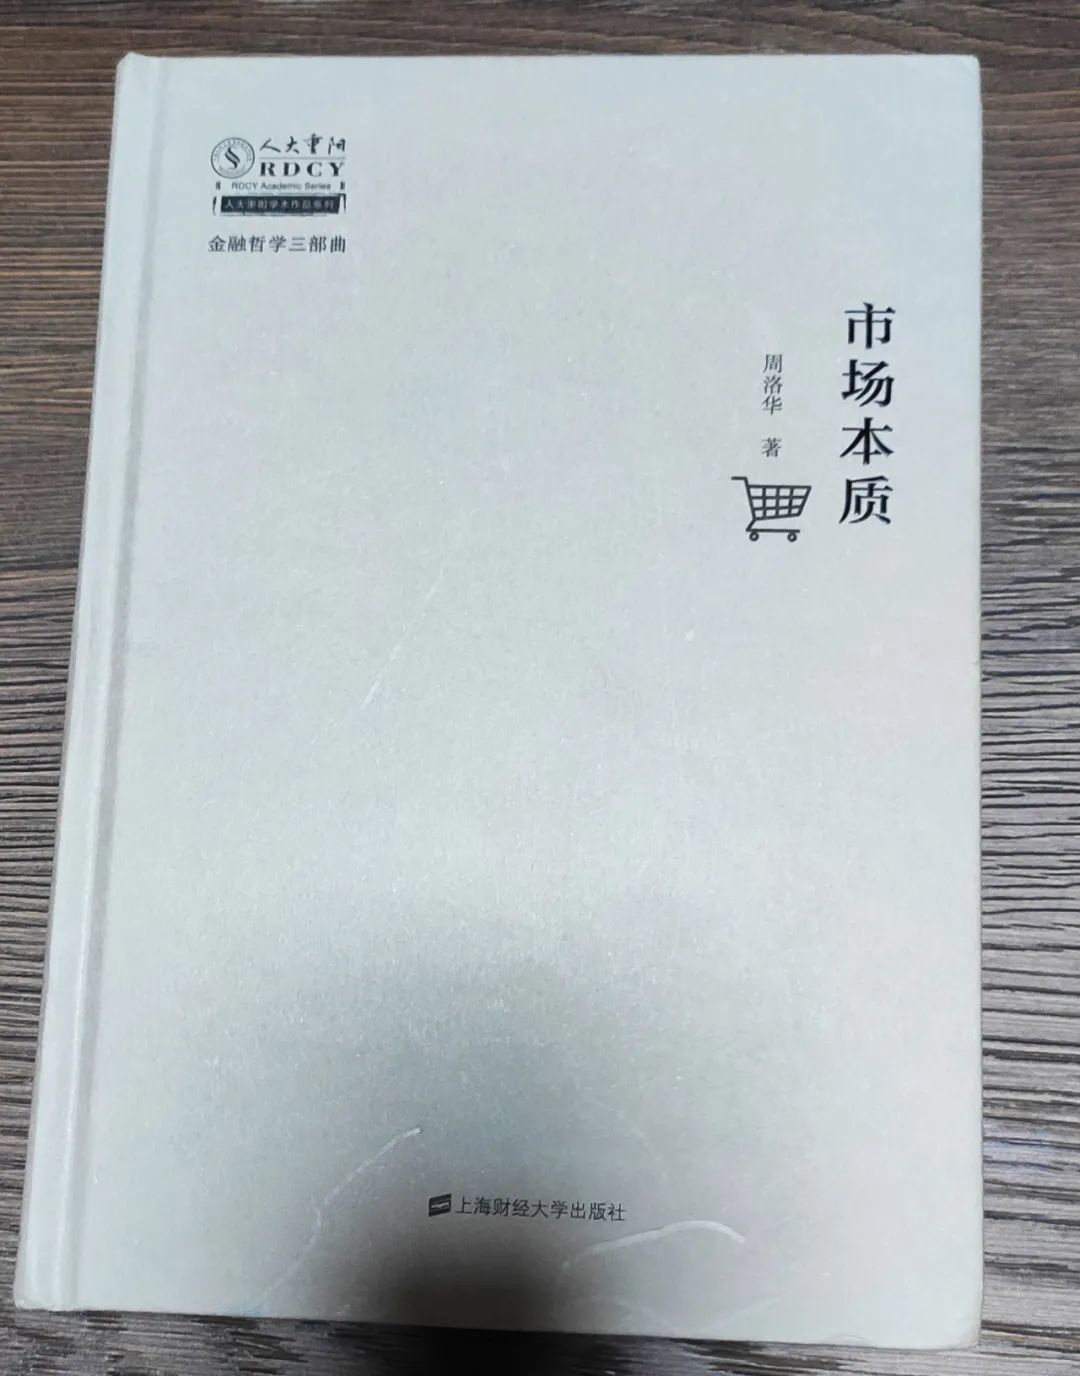 人大重阳
RDCY
RDCY Academic Series
人大重阳学术作品系列
金融哲学三部曲
市场本质
周洛华 著
上海财经大学出版社